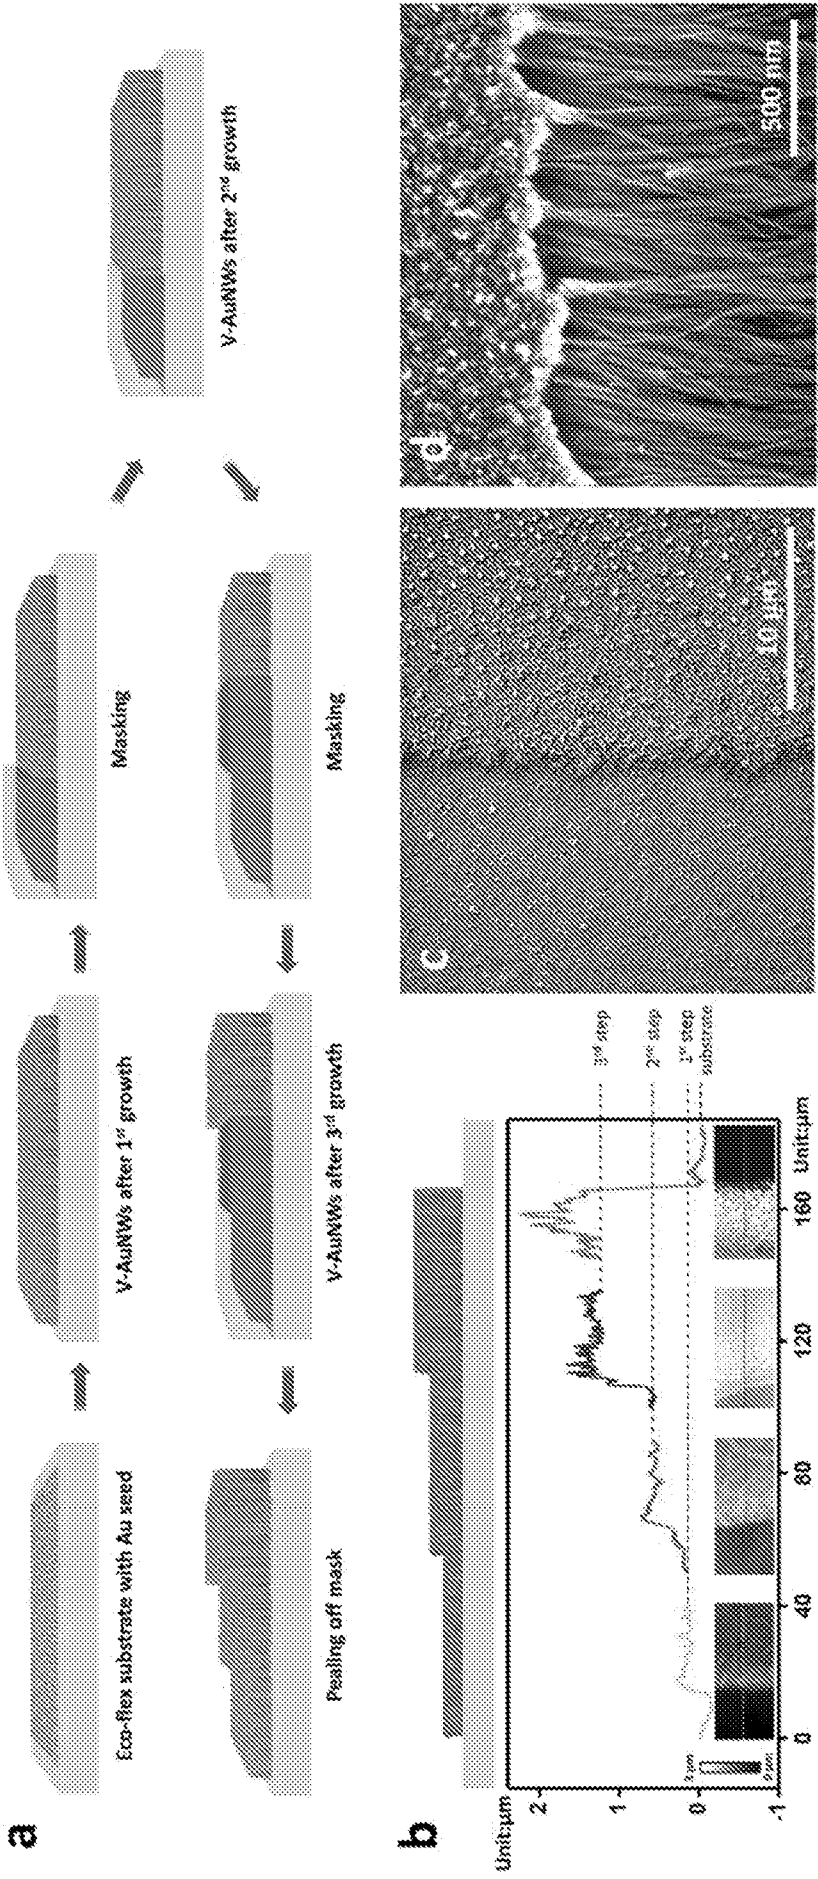 a
Eco-flex substrate with Au seed
V-AuNWs after 1st growth
Masking
V-AuNWs after 2nd growth
Pealing off mask
V-AuNWs after 3rd growth
Masking
b
Unit:μm
2
1
0
-1
0
40
80
120
160
Unit:μm
3rd step
2nd step
1st step
substrate
c
10 μm
d
500 nm